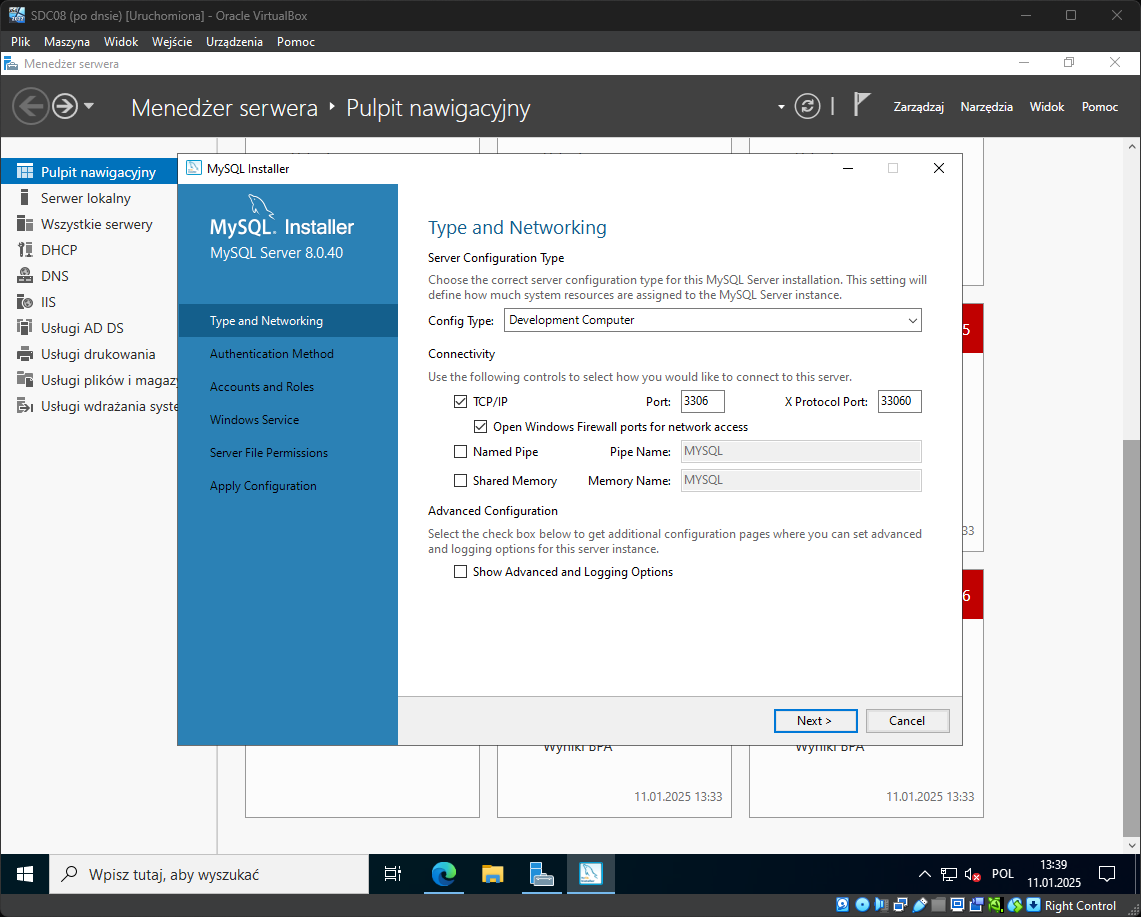 SDC08 (po dnsie) [Uruchomiona] - Oracle VirtualBox
Plik Maszyna Widok Wejście Urządzenia Pomoc
Menedżer serwera
Menedżer serwera Pulpit nawigacyjny
Zarządzaj Narzędzia Widok Pomoc
Pulpit nawigacyjny
Serwer lokalny
Wszystkie serwery
DHCP
DNS
IIS
Usługi AD DS
Usługi drukowania
Usługi plików i magazy
Usługi wdrażania syste
MySQL Installer
MySQL. Installer
MySQL Server 8.0.40
Type and Networking
Authentication Method
Accounts and Roles
Windows Service
Server File Permissions
Apply Configuration
Type and Networking
Server Configuration Type
Choose the correct server configuration type for this MySQL Server installation. This setting will
define how much system resources are assigned to the MySQL Server instance.
Config Type: Development Computer
Connectivity
Use the following controls to select how you would like to connect to this server.
TCP/IP Port: 3306 X Protocol Port: 33060
Open Windows Firewall ports for network access
Named Pipe Pipe Name: MYSQL
Shared Memory Memory Name: MYSQL
Advanced Configuration
Select the check box below to get additional configuration pages where you can set advanced
and logging options for this server instance.
Show Advanced and Logging Options
Next > Cancel
5
33
6
Wyniki BPA Wyniki BPA
11.01.2025 13:33 11.01.2025 13:33
Wpisz tutaj, aby wyszukać
POL
13:39
11.01.2025
Right Control